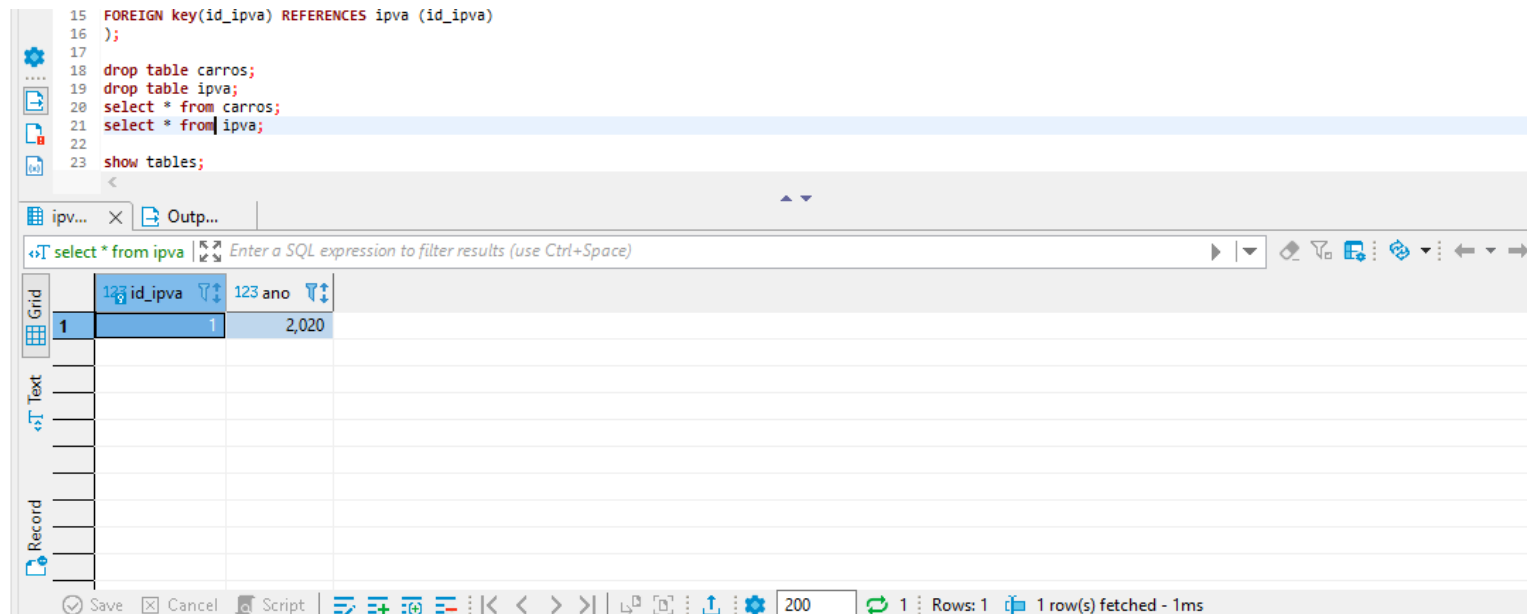 15 FOREIGN key(id_ipva) REFERENCES ipva (id_ipva)
16 );
17
18 drop table carros;
19 drop table ipva;
20 select * from carros;
21 select * from ipva;
22
23 show tables;
ipv... Outp...
select * from ipva Enter a SQL expression to filter results (use Ctrl+Space)
Grid
123 id_ipva 123 ano
1 1 2,020
Text
Record
Save Cancel Script 200 1 Rows: 1 1 row(s) fetched - 1ms